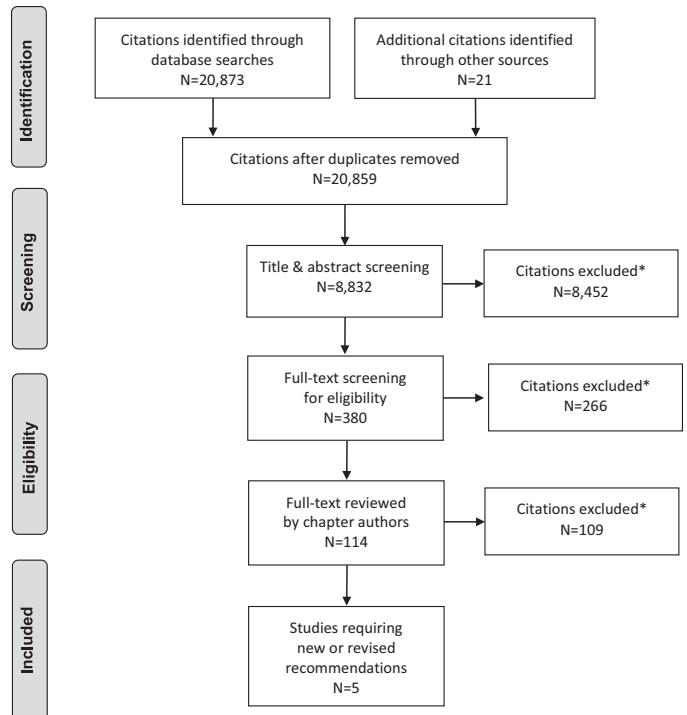 Identification
Citations identified through
database searches
N=20,873
Additional citations identified
through other sources
N=21
Citations after duplicates removed
N=20,859
Screening
Title & abstract screening
N=8,832
Citations excluded*
N=8,452
Eligibility
Full-text screening
for eligibility
N=380
Citations excluded*
N=266
Full-text reviewed
by chapter authors
N=114
Citations excluded*
N=109
Included
Studies requiring
new or revised
recommendations
N=5